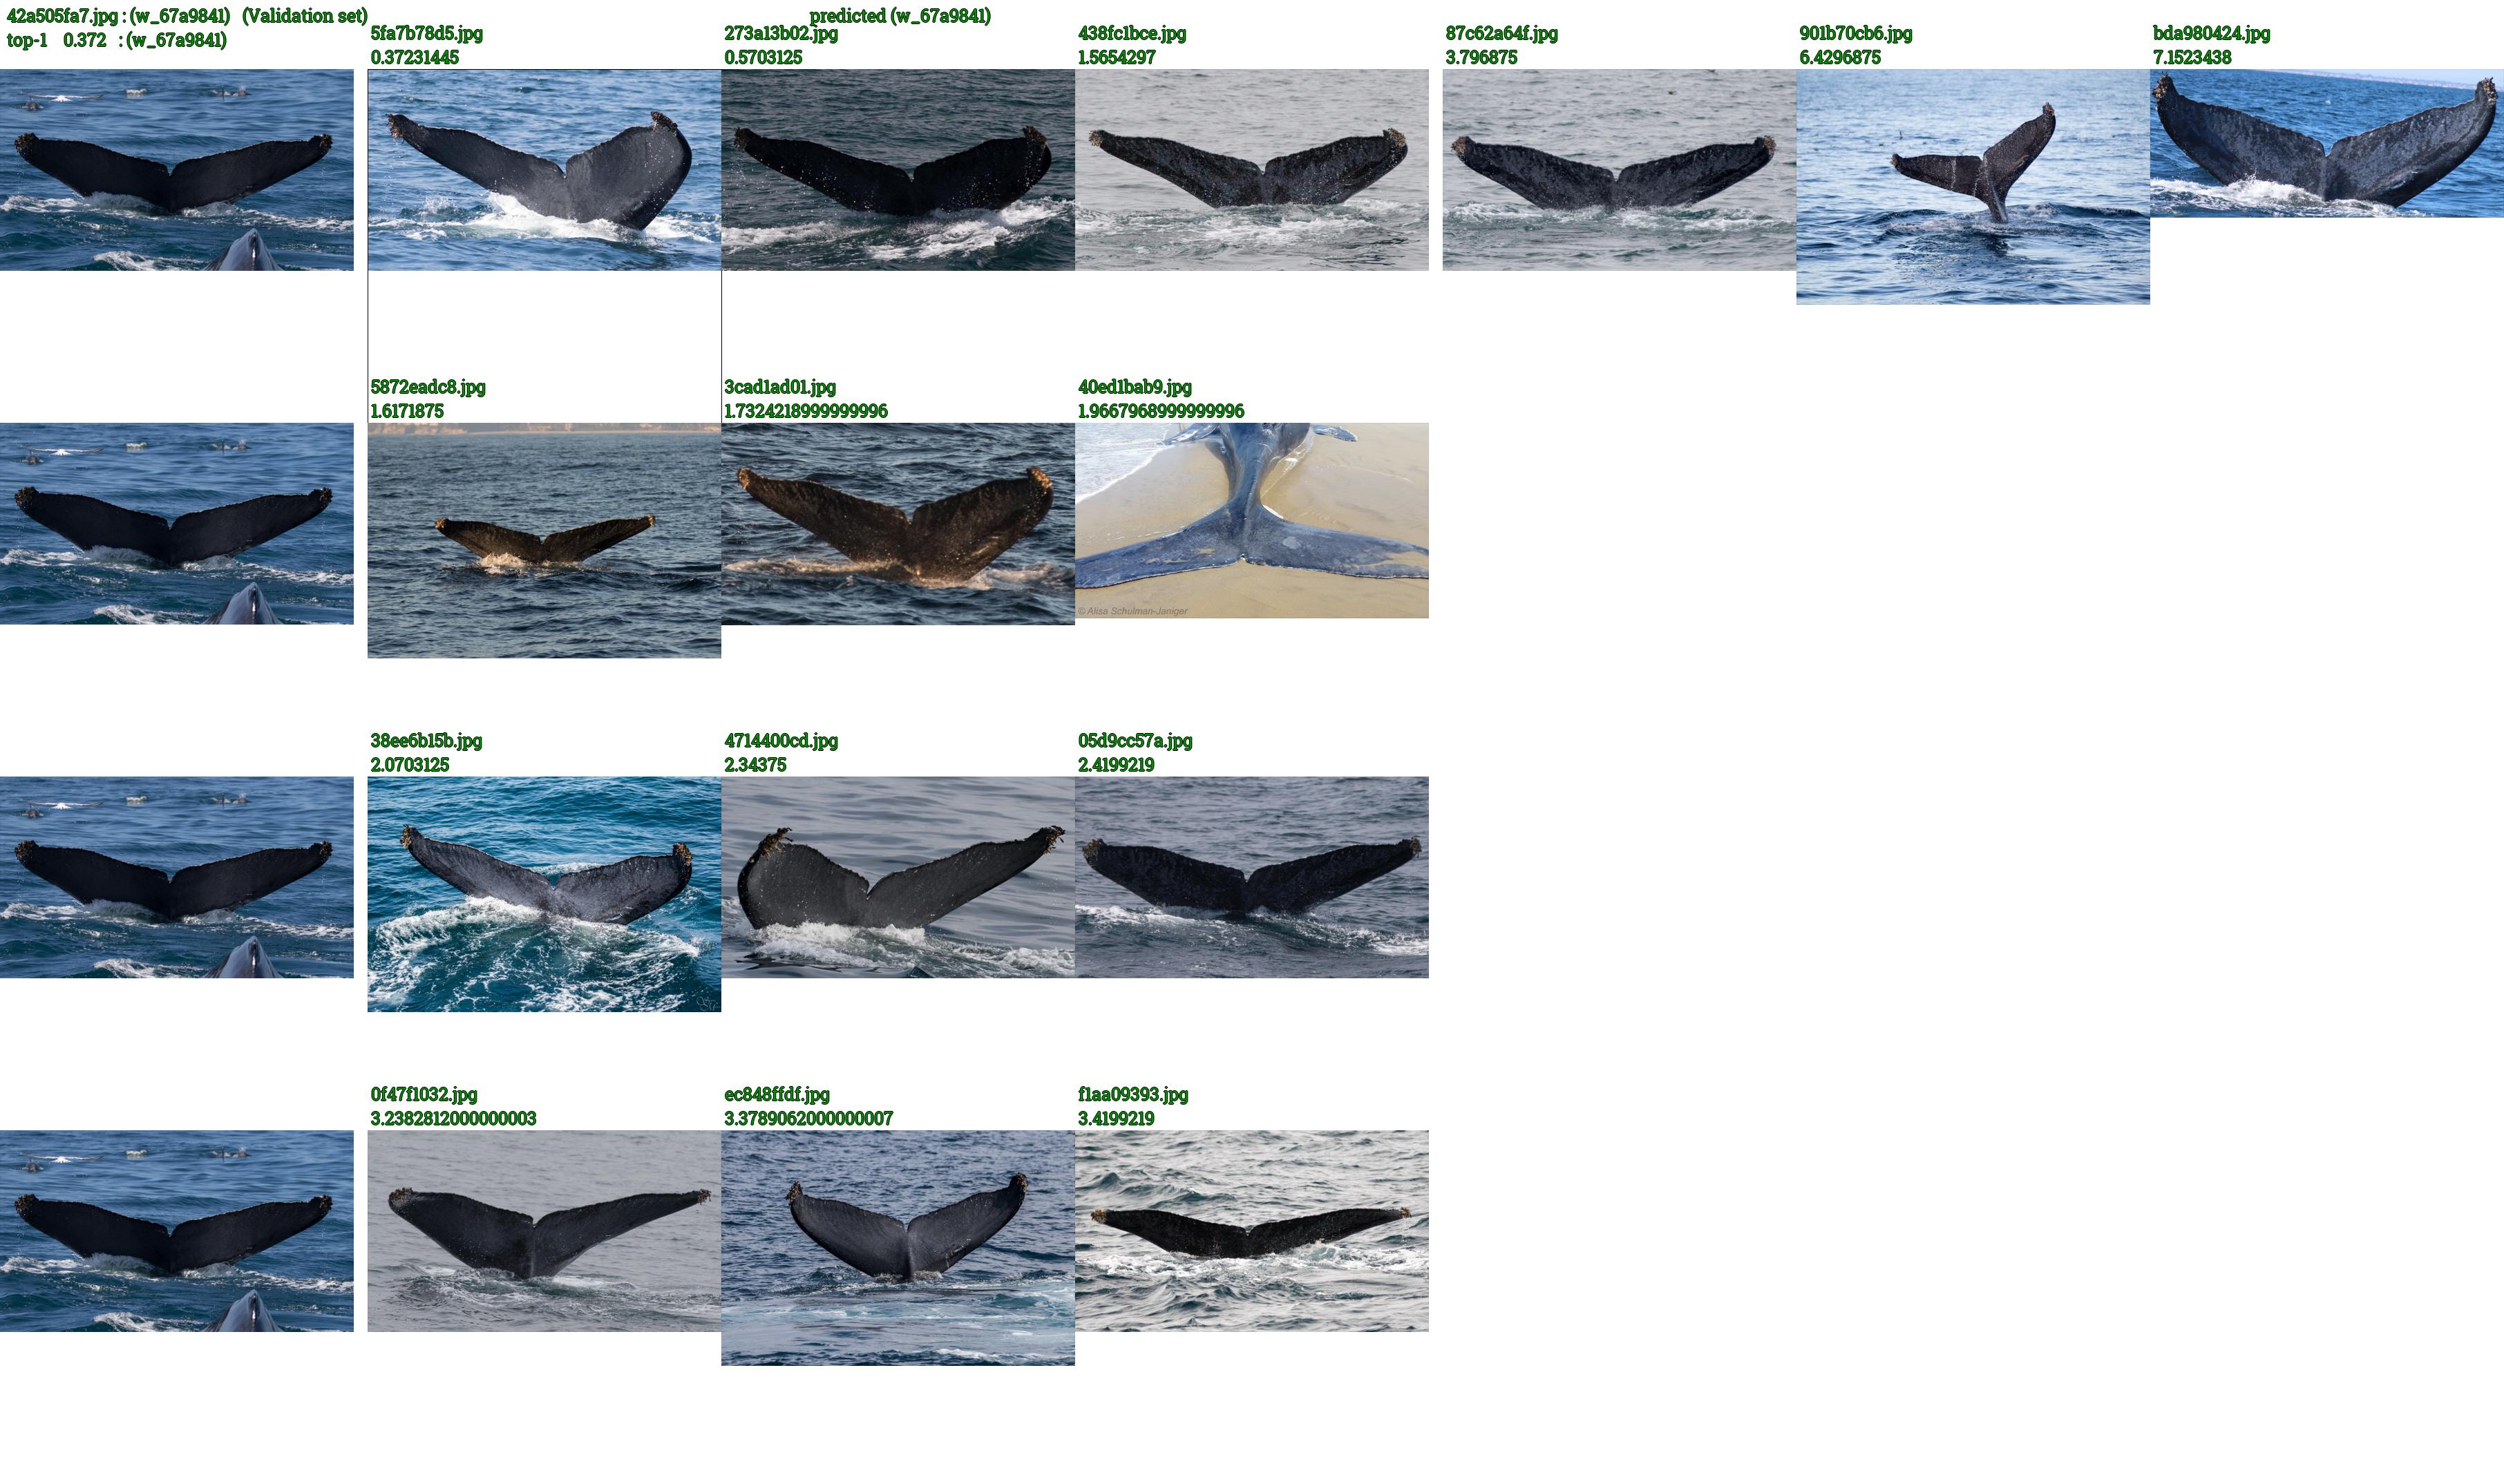 42a505fa7.jpg : (w_67a9841) (Validation set)
top-1 0.372 : (w_67a9841)
predicted (w_67a9841)
5fa7b78d5.jpg
0.37231445
273a13b02.jpg
0.5703125
438fc1bce.jpg
1.5654297
87c62a64f.jpg
3.796875
901b70cb6.jpg
6.4296875
bda980424.jpg
7.1523438
5872eadc8.jpg
1.6171875
3cad1ad01.jpg
1.7324218999999996
40ed1bab9.jpg
1.9667968999999996
© Alisa Schulman-Janiger
38ee6b15b.jpg
2.0703125
4714400cd.jpg
2.34375
05d9cc57a.jpg
2.4199219
0f47f1032.jpg
3.2382812000000003
ec848ffdf.jpg
3.3789062000000007
f1aa09393.jpg
3.4199219